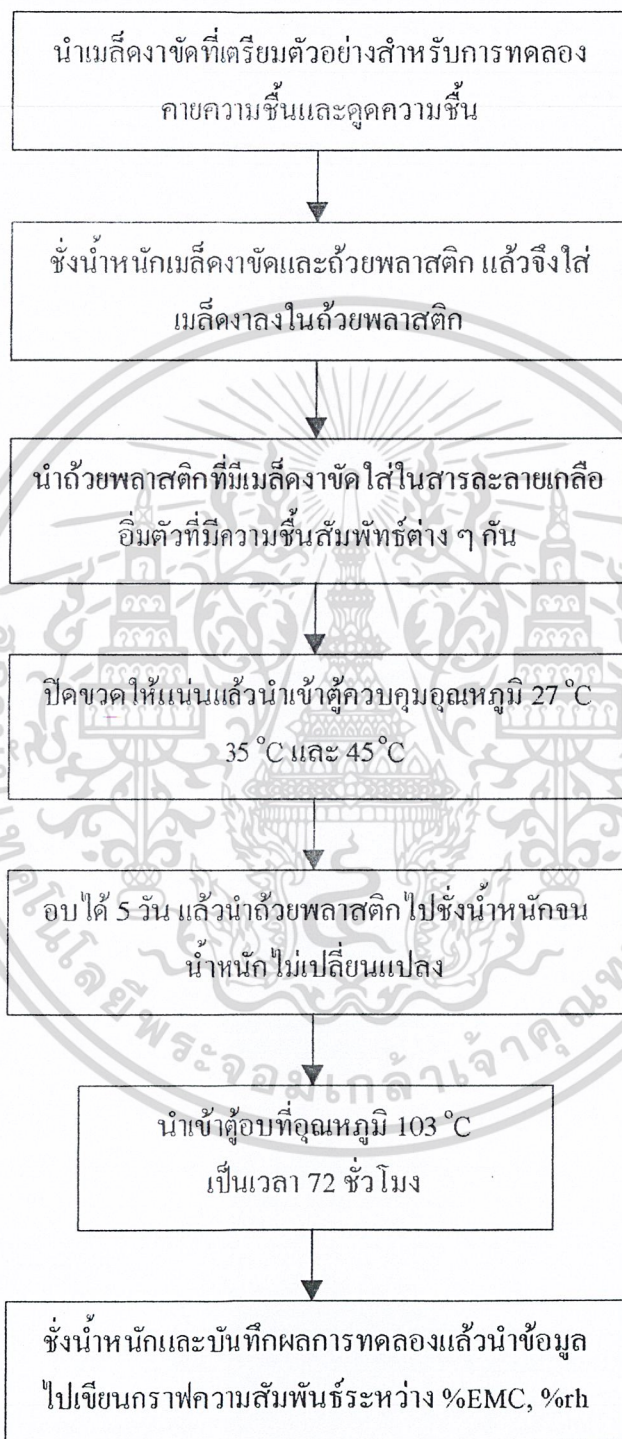 นำเมล็ดงาขัดที่เตรียมตัวอย่างสำหรับการทดลอง
คายความชื้นและดูดความชื้น
ชั่งน้ำหนักเมล็ดงาขัดและถ้วยพลาสติก แล้วจึงใส่
เมล็ดงาลงในถ้วยพลาสติก
นำถ้วยพลาสติกที่มีเมล็ดงาขัดใส่ในสารละลายเกลือ
อิ่มตัวที่มีความชื้นสัมพัทธ์ต่าง ๆ กัน
ปิดขวดให้แน่นแล้วนำเข้าตู้ควบคุมอุณหภูมิ 27 °C
35 °C และ 45 °C
อบได้ 5 วัน แล้วนำถ้วยพลาสติกไปชั่งน้ำหนักจน
น้ำหนักไม่เปลี่ยนแปลง
นำเข้าตู้อบที่อุณหภูมิ 103 °C
เป็นเวลา 72 ชั่วโมง
ชั่งน้ำหนักและบันทึกผลการทดลองแล้วนำข้อมูล
ไปเขียนกราฟความสัมพันธ์ระหว่าง %EMC, %rh